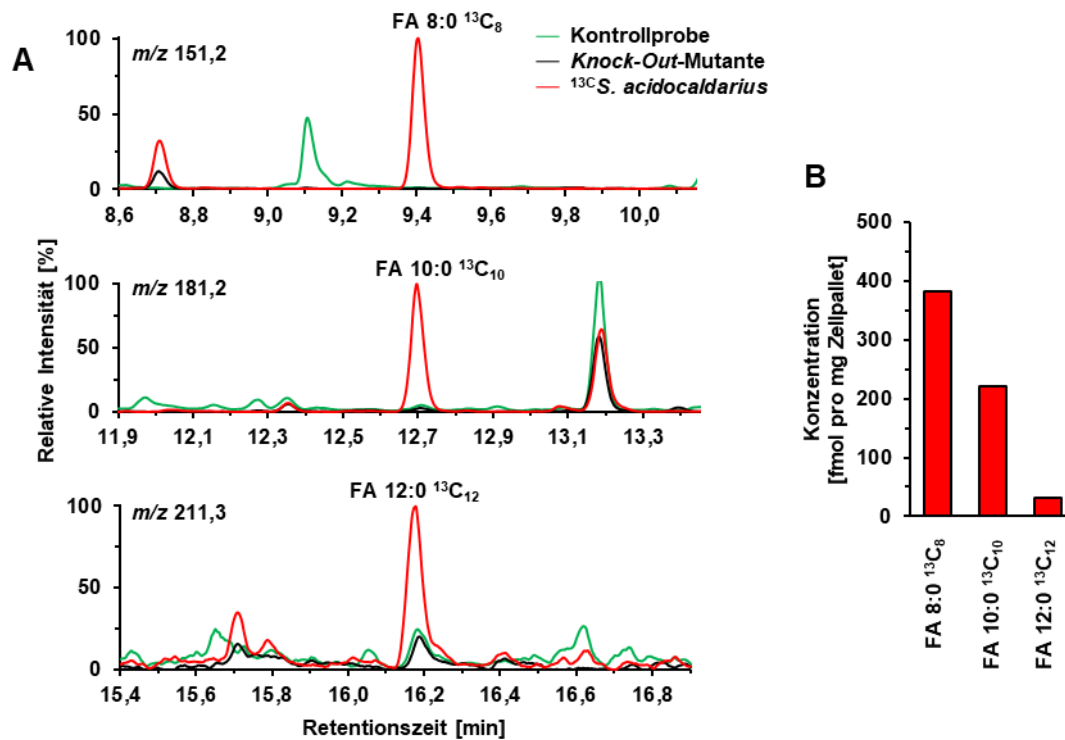 A
m/z 151,2
FA 8:0 ¹³C₈
Kontrollprobe
Knock-Out-Mutante
¹³ᶜS. acidocaldarius
100
50
0
8,6 8,8 9,0 9,2 9,4 9,6 9,8 10,0
Relative Intensität [%]
m/z 181,2
FA 10:0 ¹³C₁₀
100
50
0
11,9 12,1 12,3 12,5 12,7 12,9 13,1 13,3
m/z 211,3
FA 12:0 ¹³C₁₂
100
50
0
15,4 15,6 15,8 16,0 16,2 16,4 16,6 16,8
Retentionszeit [min]
B
Konzentration
[fmol pro mg Zellpallet]
500
400
300
200
100
0
FA 8:0 ¹³C₈
FA 10:0 ¹³C₁₀
FA 12:0 ¹³C₁₂